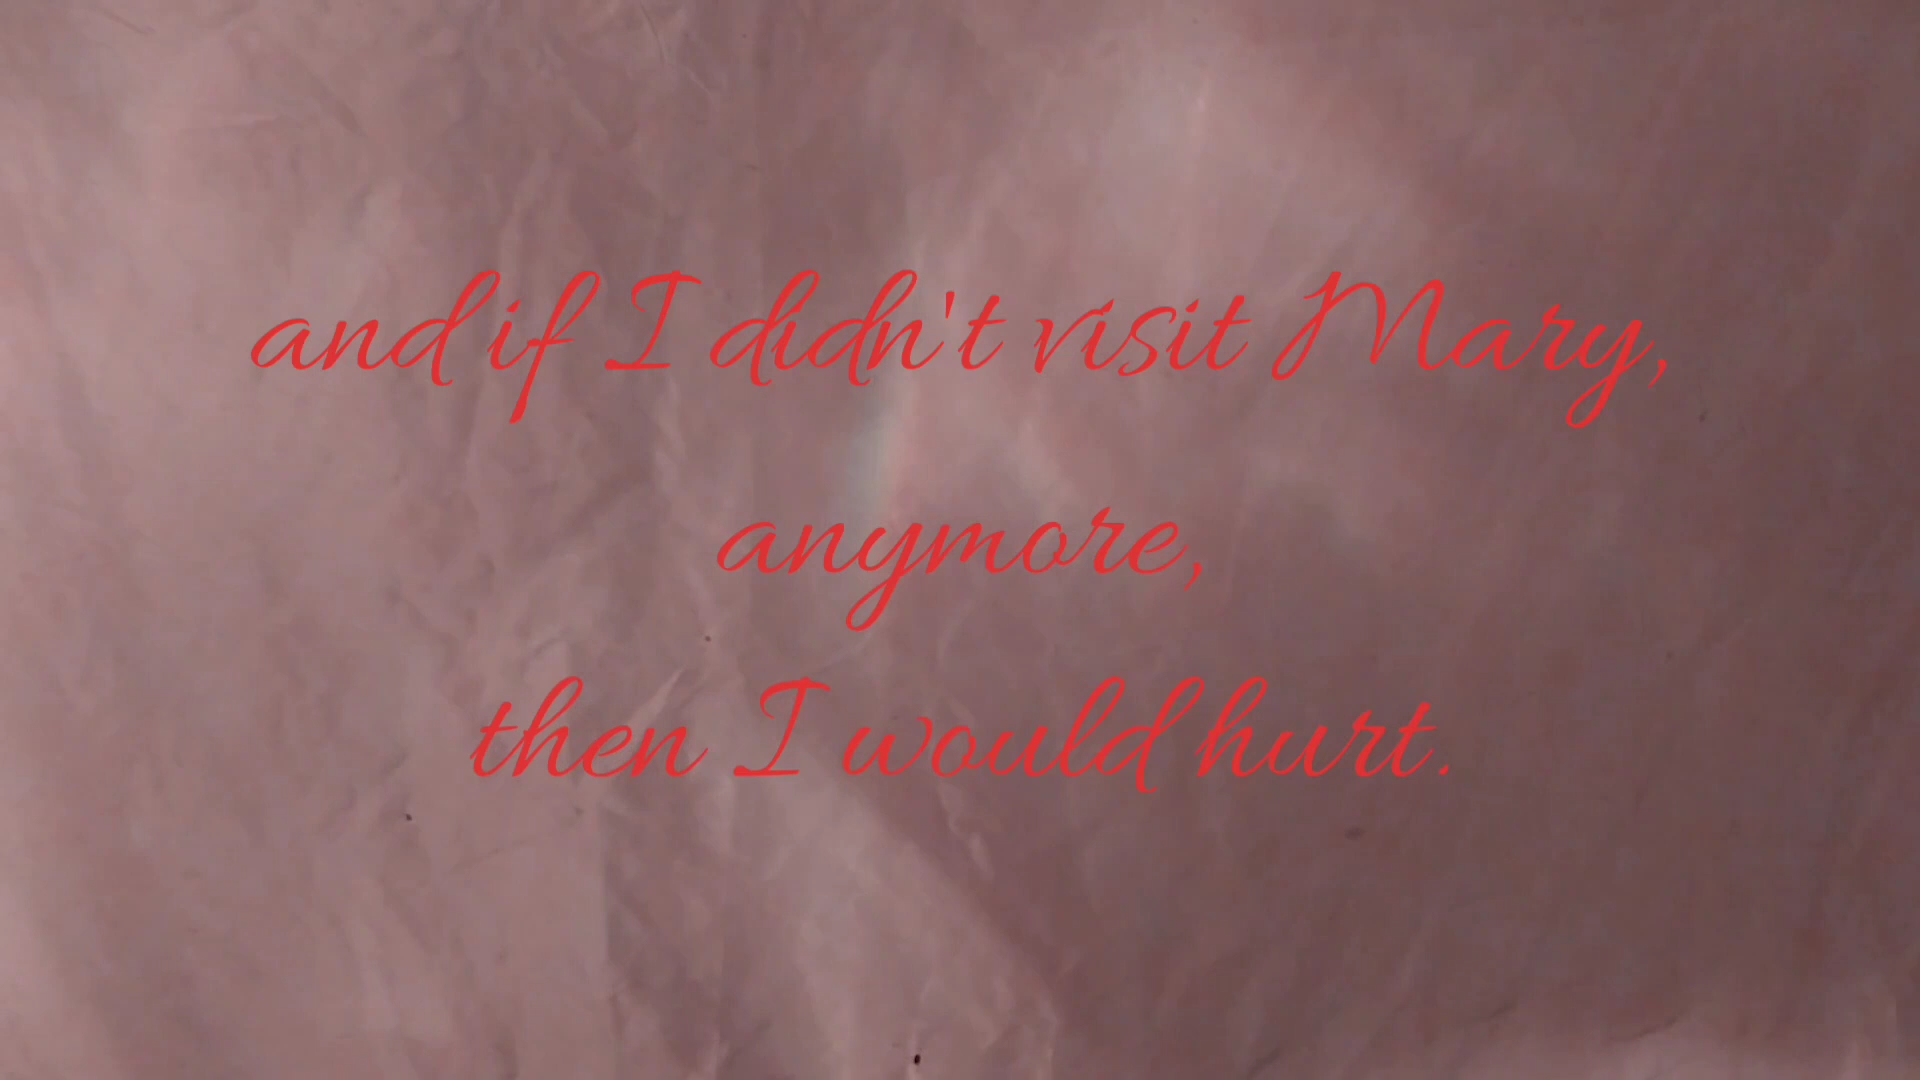 and if I didn't visit Mary,
anymore,
then I would hurt.